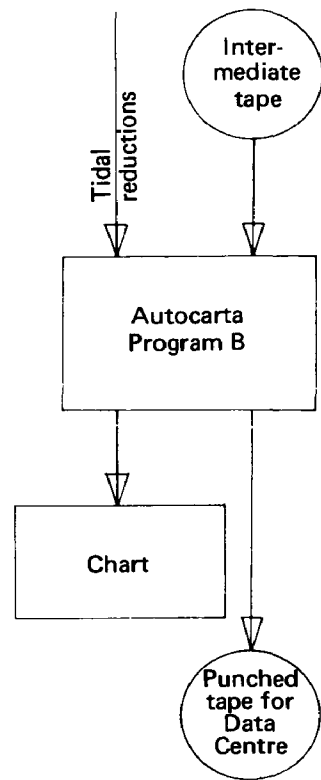 Inter-
mediate
tape
Tidal
reductions
Autocarta
Program B
Chart
Punched
tape for
Data
Centre